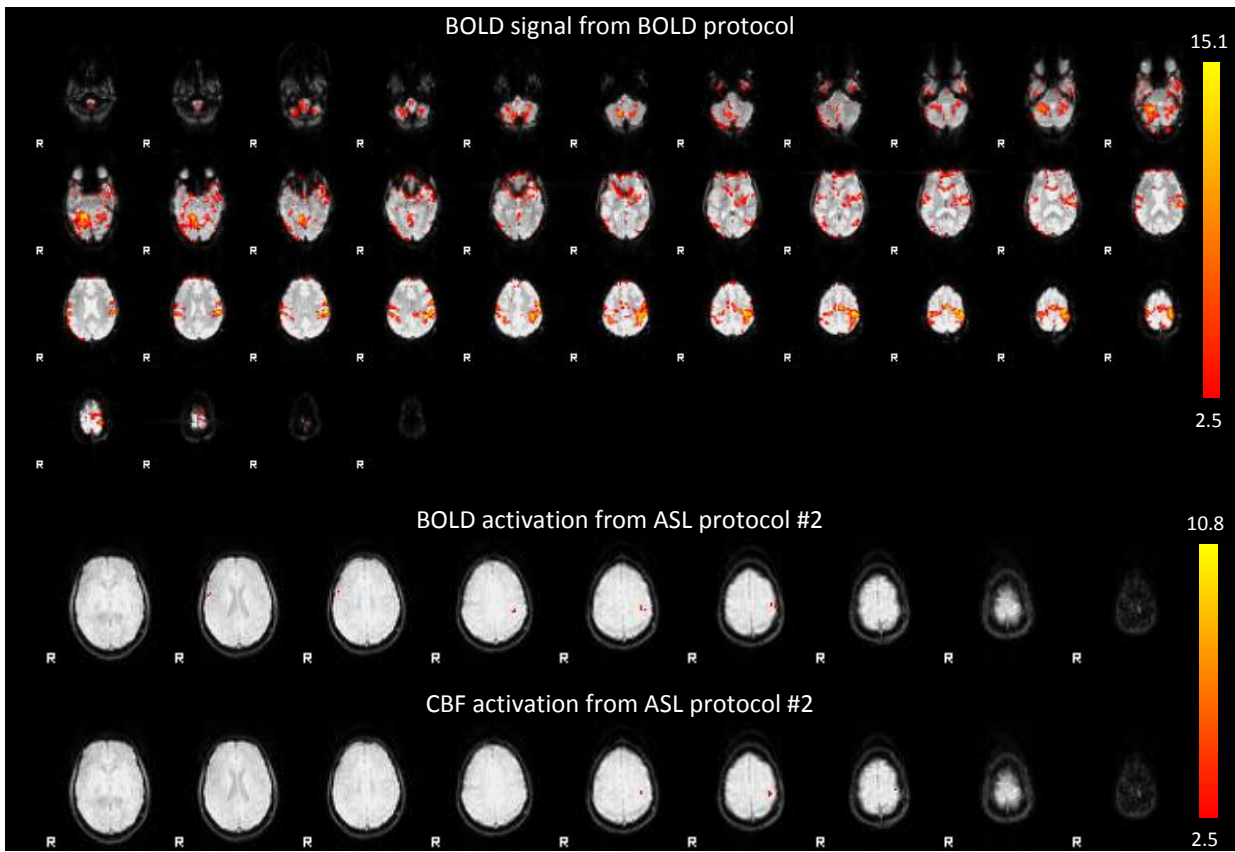 BOLD signal from BOLD protocol
15.1
R R R R R R R R R R R
R R R R R R R R R R R
R R R R R R R R R R R
R R R R
2.5
BOLD activation from ASL protocol #2
10.8
R R R R R R R R R
CBF activation from ASL protocol #2
R R R R R R R R R
2.5